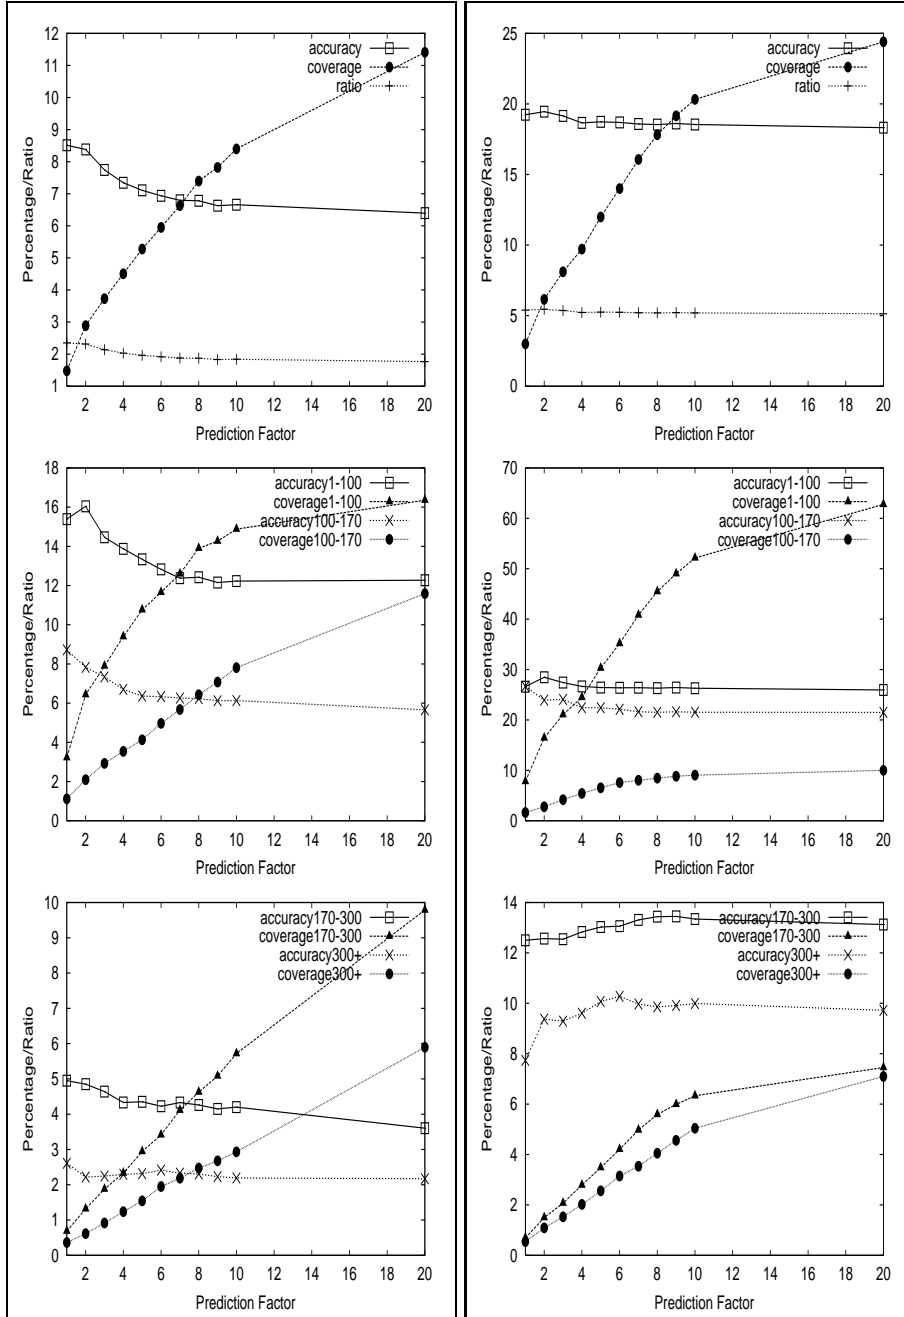 12
11
10
9
8
7
6
5
4
3
2
1
Percentage/Ratio
accuracy
coverage
ratio
2 4 6 8 10 12 14 16 18 20
Prediction Factor
25
20
15
10
5
0
Percentage/Ratio
accuracy
coverage
ratio
2 4 6 8 10 12 14 16 18 20
Prediction Factor
18
16
14
12
10
8
6
4
2
0
Percentage/Ratio
accuracy1-100
coverage1-100
accuracy100-170
coverage100-170
2 4 6 8 10 12 14 16 18 20
Prediction Factor
70
60
50
40
30
20
10
0
Percentage/Ratio
accuracy1-100
coverage1-100
accuracy100-170
coverage100-170
2 4 6 8 10 12 14 16 18 20
Prediction Factor
10
9
8
7
6
5
4
3
2
1
0
Percentage/Ratio
accuracy170-300
coverage170-300
accuracy300+
coverage300+
2 4 6 8 10 12 14 16 18 20
Prediction Factor
14
12
10
8
6
4
2
0
Percentage/Ratio
accuracy170-300
coverage170-300
accuracy300+
coverage300+
2 4 6 8 10 12 14 16 18 20
Prediction Factor